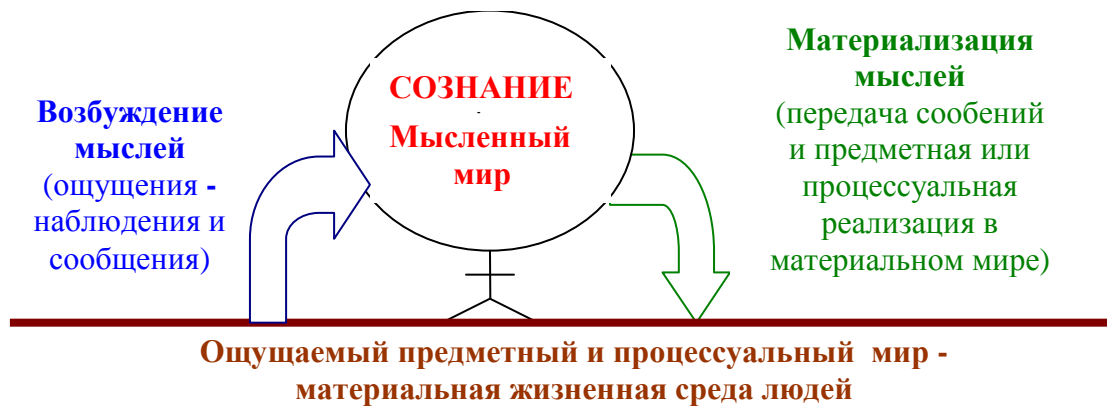 Возбуждение
мыслей
(ощущения -
наблюдения и
сообщения)
СОЗНАНИЕ
Мысленный
мир
Материализация
мыслей
(передача сообений
и предметная или
процессуальная
реализация в
материальном мире)
Ощущаемый предметный и процессуальный мир -
материальная жизненная среда людей